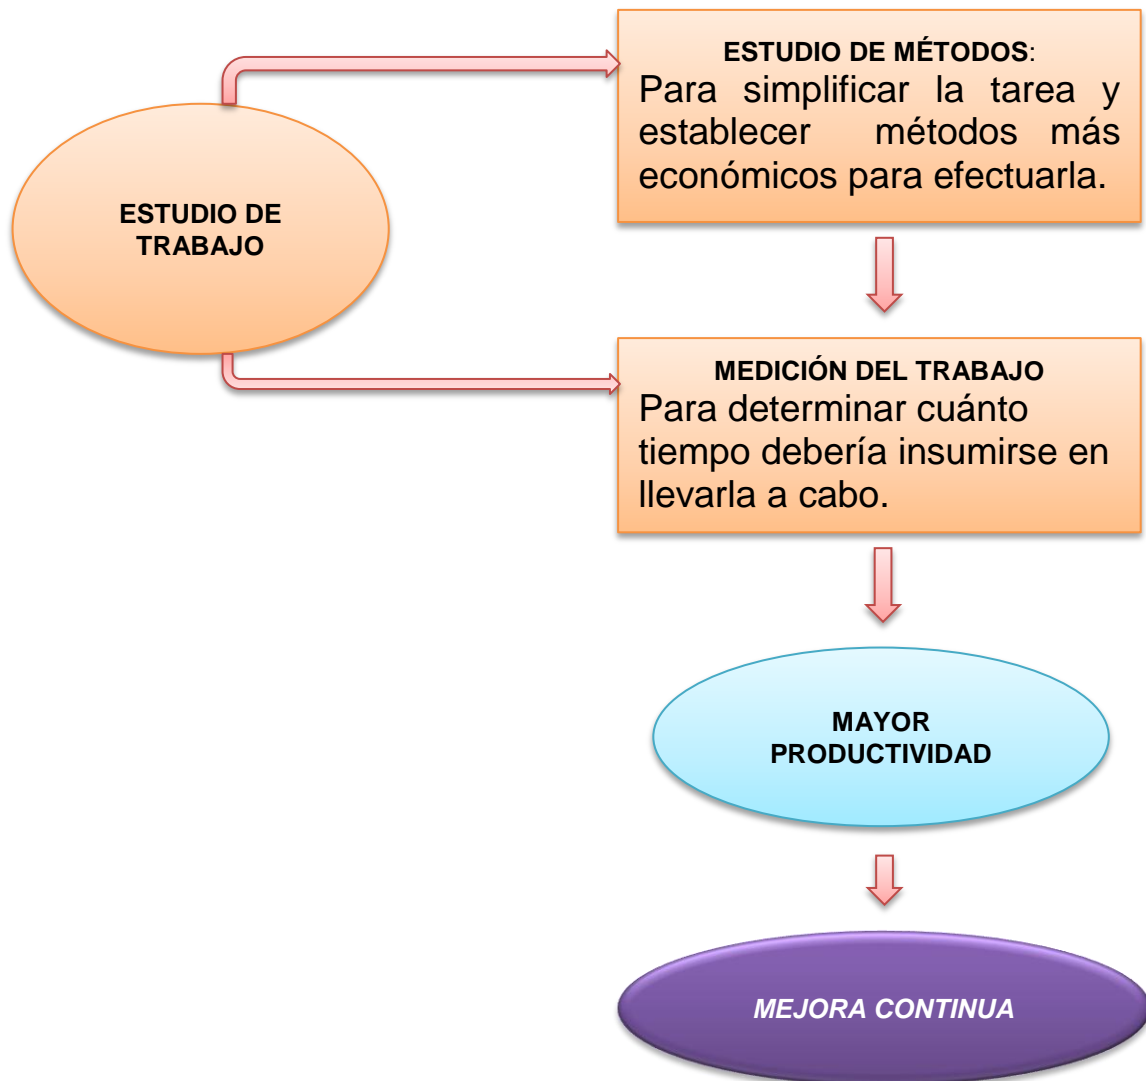 ESTUDIO DE MÉTODOS:
Para simplificar la tarea y
establecer métodos más
económicos para efectuarla.
ESTUDIO DE
TRABAJO
MEDICIÓN DEL TRABAJO
Para determinar cuánto
tiempo debería insumirse en
llevarla a cabo.
MAYOR
PRODUCTIVIDAD
MEJORA CONTINUA